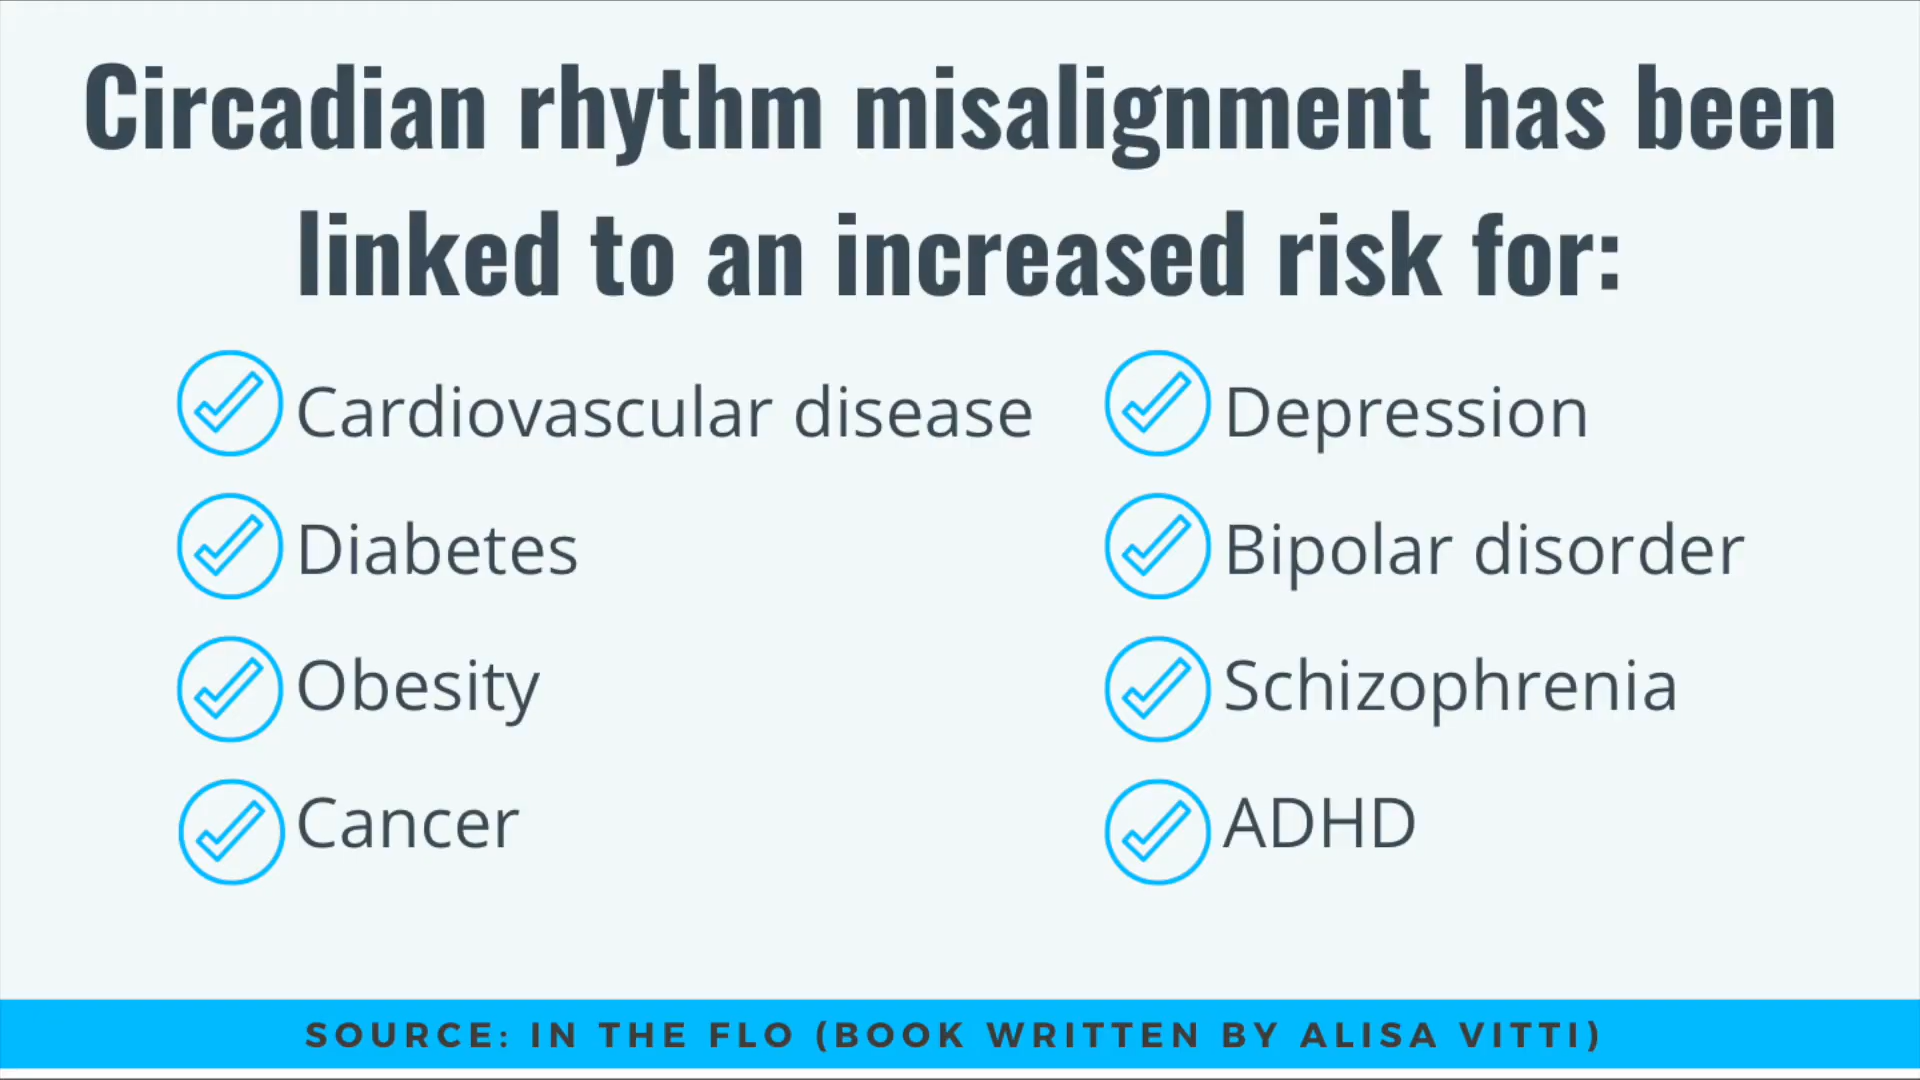 Circadian rhythm misalignment has been
linked to an increased risk for:
Cardiovascular disease
Diabetes
Obesity
Cancer
Depression
Bipolar disorder
Schizophrenia
ADHD
SOURCE: IN THE FLO (BOOK WRITTEN BY ALISA VITTI)